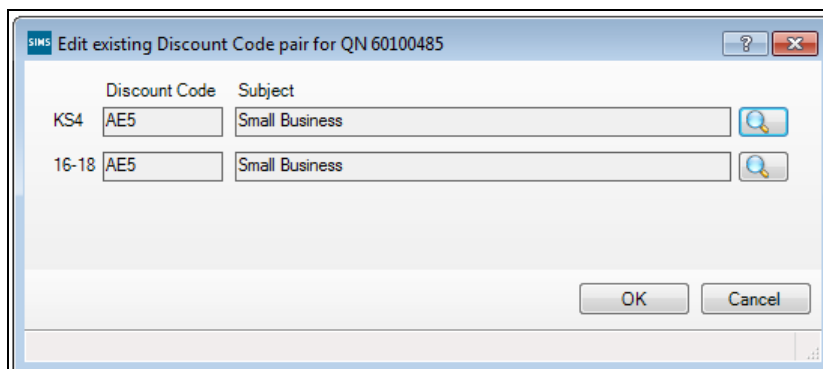 SIMS Edit existing Discount Code pair for QN 60100485
Discount Code Subject
KS4 AE5 Small Business
16-18 AE5 Small Business
OK Cancel